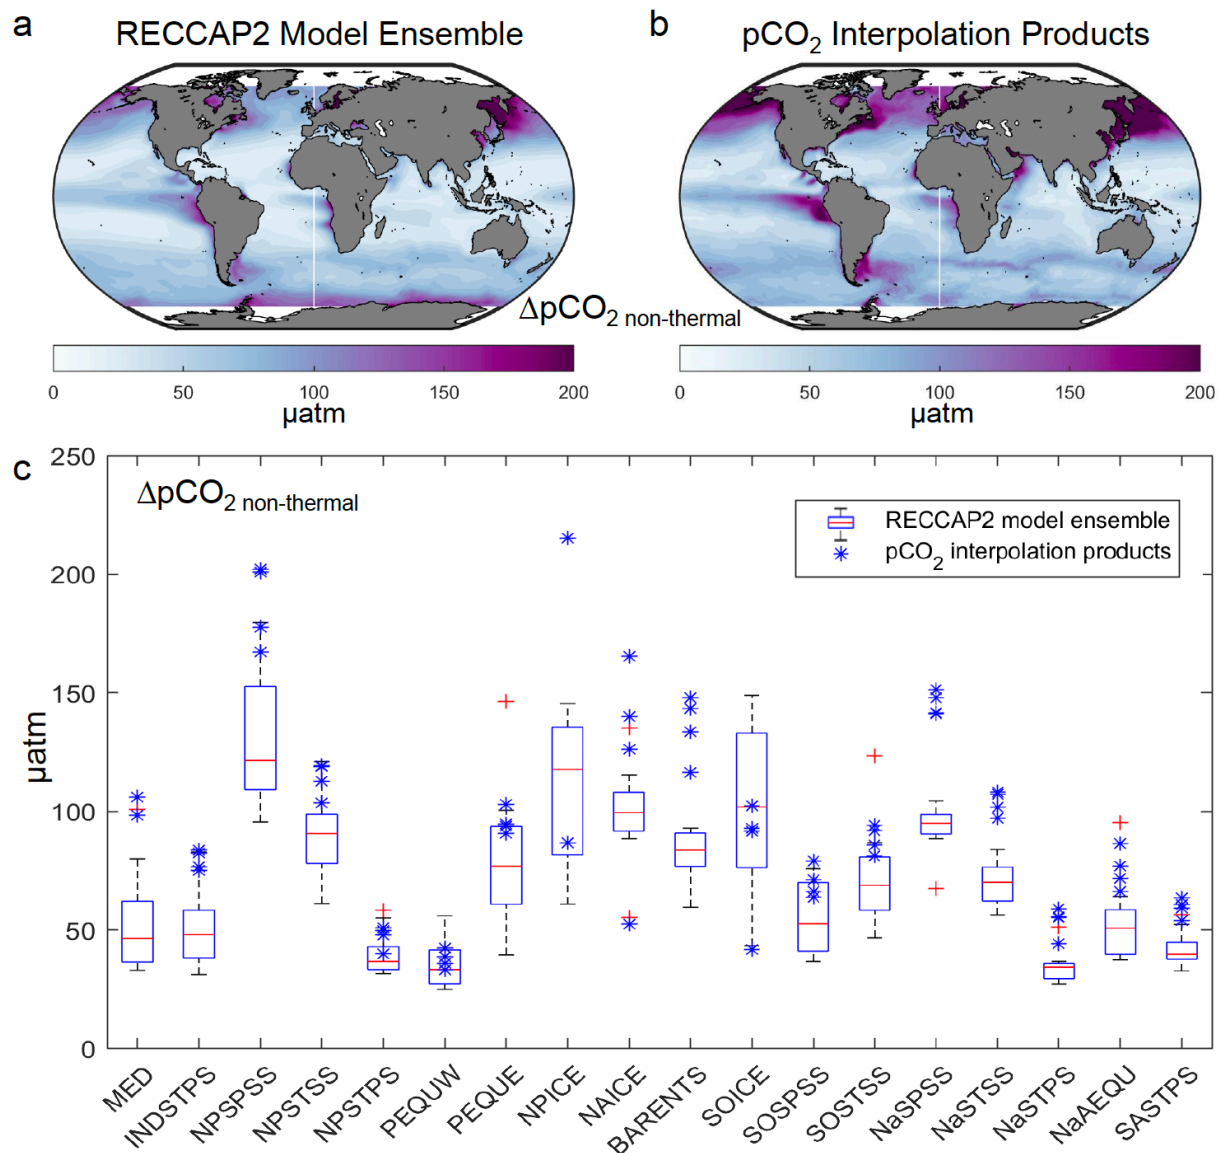 a
RECCAP2 Model Ensemble
b
pCO₂ Interpolation Products
ΔpCO₂ non-thermal
0 50 100 150 200
µatm
0 50 100 150 200
µatm
c
ΔpCO₂ non-thermal
RECCAP2 model ensemble
pCO₂ interpolation products
250
200
150
100
50
0
µatm
MED
INDSTPS
NPSPSS
NPSTSS
NPSTPS
PEQUW
PEQUE
NPICE
NAICE
BARENTS
SOICE
SOSPSS
SOSTSS
NaSPSS
NaSTSS
NaSTPS
NaAEQU
SASTPS